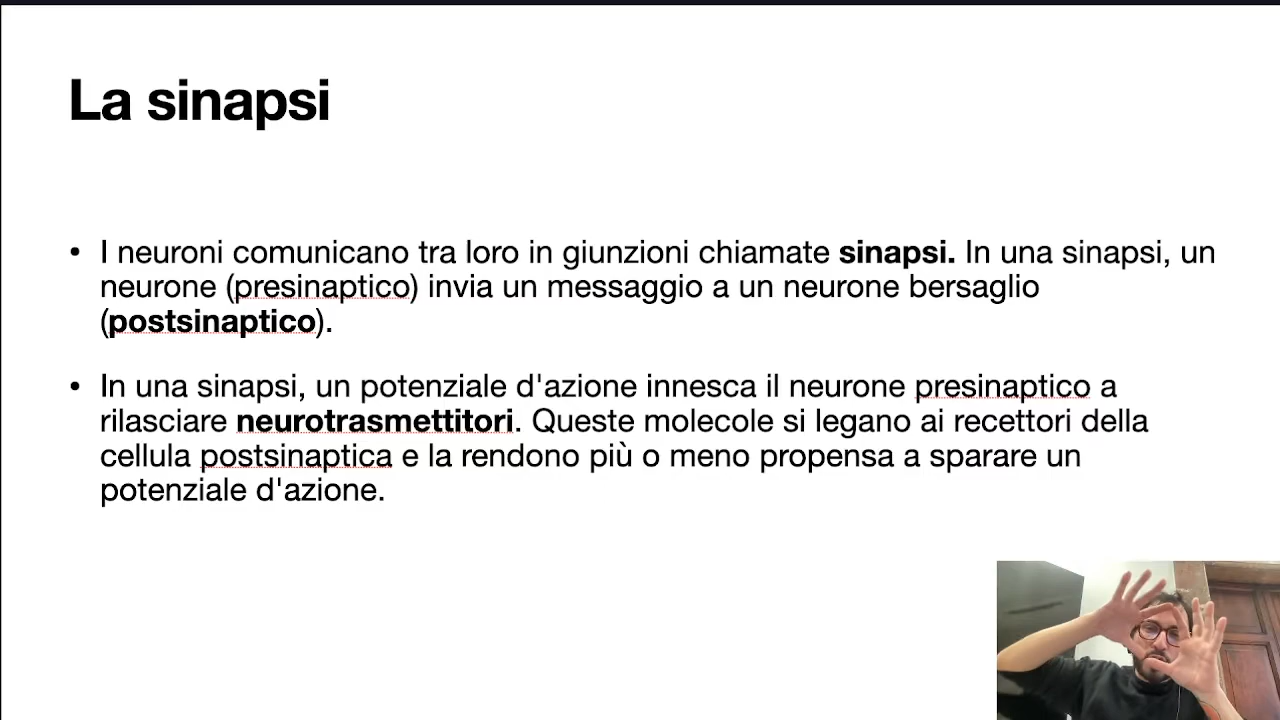 La sinapsi
• I neuroni comunicano tra loro in giunzioni chiamate sinapsi. In una sinapsi, un
neurone (presinaptico) invia un messaggio a un neurone bersaglio
(postsinaptico).
• In una sinapsi, un potenziale d'azione innesca il neurone presinaptico a
rilasciare neurotrasmettitori. Queste molecole si legano ai recettori della
cellula postsinaptica e la rendono più o meno propensa a sparare un
potenziale d'azione.